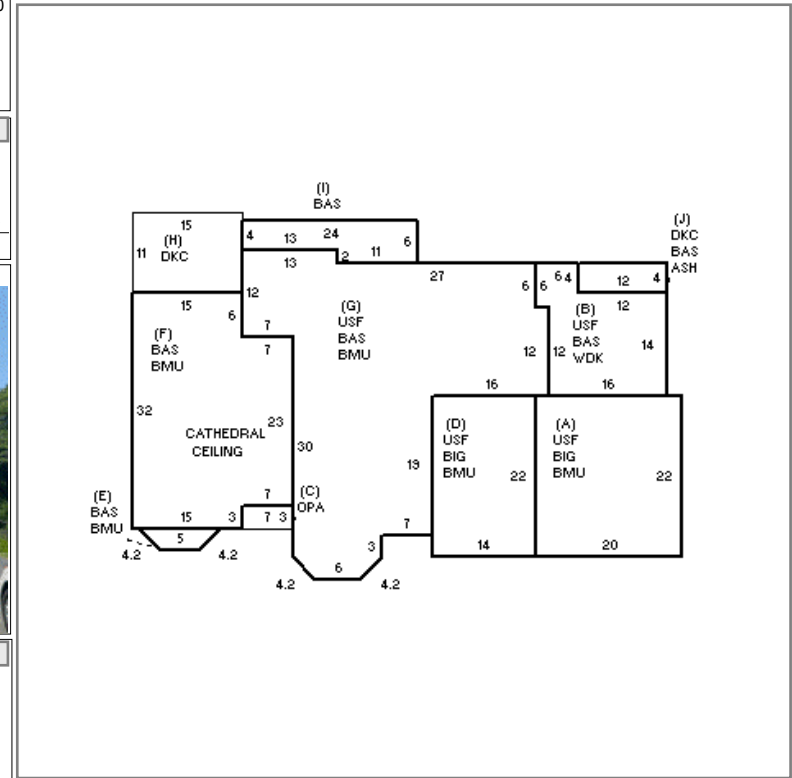 (I)
BAS
(J)
DKC
BAS
ASH
15
(H)
DKC
11
4
13
24
6
13
2
11
27
6
6
6 4
12
4
12
15
12
6
7
7
(G)
USF
BAS
BMU
(B)
USF
BAS
WDK
14
12
12
(F)
BAS
BMU
32
16
16
23
CATHEDRAL
CEILING
30
19
(D)
USF
BIG
BMU
22
(A)
USF
BIG
BMU
22
(E)
BAS
BMU
(C)
OPA
7
15
3
7
3
7
5
4.2
4.2
3
6
4.2
4.2
14
20